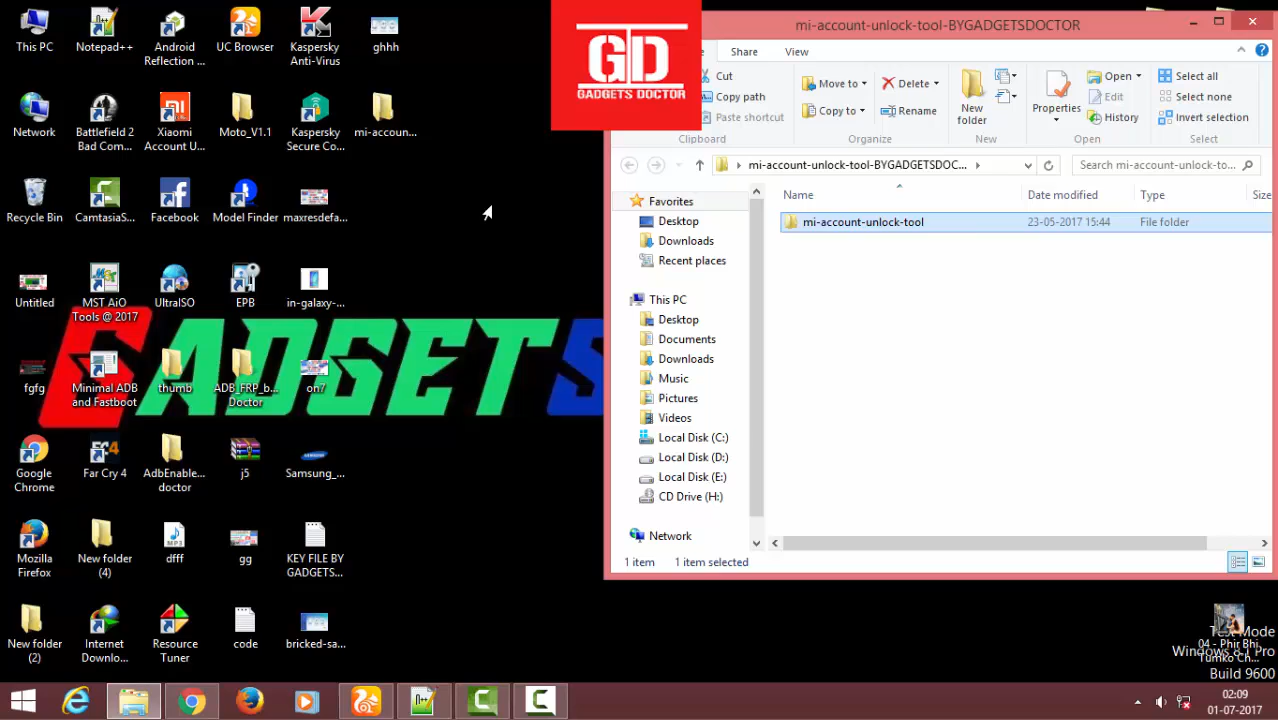 This PC
Notepad++
Android
Reflection ...
UC Browser
Kaspersky
Anti-Virus
ghhh
Network
Battlefield 2
Bad Com...
Xiaomi
Account U...
Moto_V1.1
Kaspersky
Secure Co...
mi-accoun...
Recycle Bin
CamtasiaS...
Facebook
Model Finder
maxresdefa...
Untitled
MST AiO
Tools @ 2017
UltraISO
EPB
in-galaxy-...
fgfg
Minimal ADB
and Fastboot
thumb
ADB_FRP_b...
Doctor
on7
Google
Chrome
Far Cry 4
AdbEnable...
doctor
j5
Samsung_...
Mozilla
Firefox
New folder
(4)
dfff
gg
KEY FILE BY
GADGETS...
New folder
(2)
Internet
Downlo...
Resource
Tuner
code
bricked-sa...
GADGETS
GD
GADGETS DOCTOR
mi-account-unlock-tool-BYGADGETSDOCTOR
Share
View
Cut
Copy path
Paste shortcut
Clipboard
Move to
Copy to
Delete
Rename
Organize
New
folder
New
Properties
Open
Edit
History
Open
Select all
Select none
Invert selection
Select
mi-account-unlock-tool-BYGADGETSDOC...
Search mi-account-unlock-to...
Name
Date modified
Type
Size
mi-account-unlock-tool
23-05-2017 15:44
File folder
Favorites
Desktop
Downloads
Recent places
This PC
Desktop
Documents
Downloads
Music
Pictures
Videos
Local Disk (C:)
Local Disk (D:)
Local Disk (E:)
CD Drive (H:)
Network
1 item
1 item selected
Test Mode
04 - Phir Bhi
Windows 8.1 Pro
Tumko Ch...
Build 9600
02:09
01-07-2017